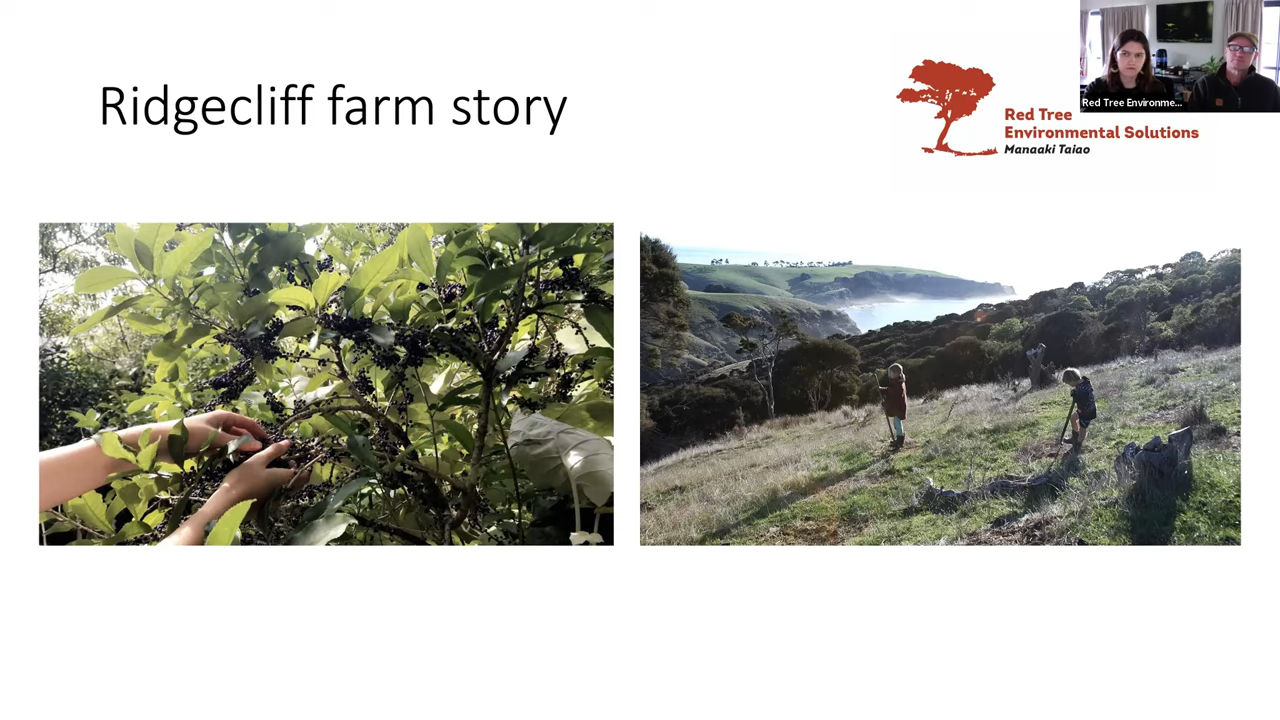 Ridgecliff farm story
Red Tree
Environmental Solutions
Manaaki Taiao
Red Tree Environme...